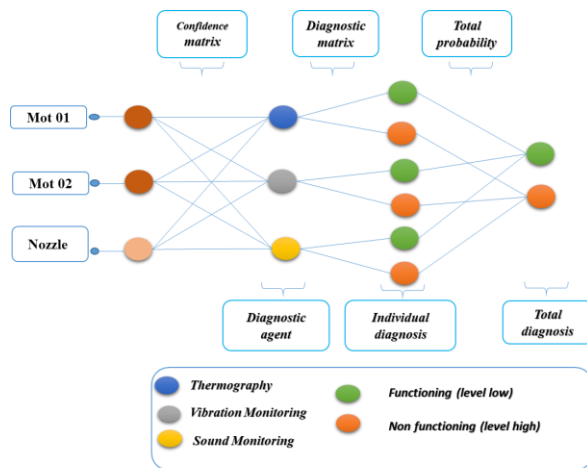 Confidence
matrix
Diagnostic
matrix
Total
probability
Mot 01
Mot 02
Nozzle
Diagnostic
agent
Individual
diagnosis
Total
diagnosis
Thermography
Vibration Monitoring
Sound Monitoring
Functioning (level low)
Non functioning (level high)